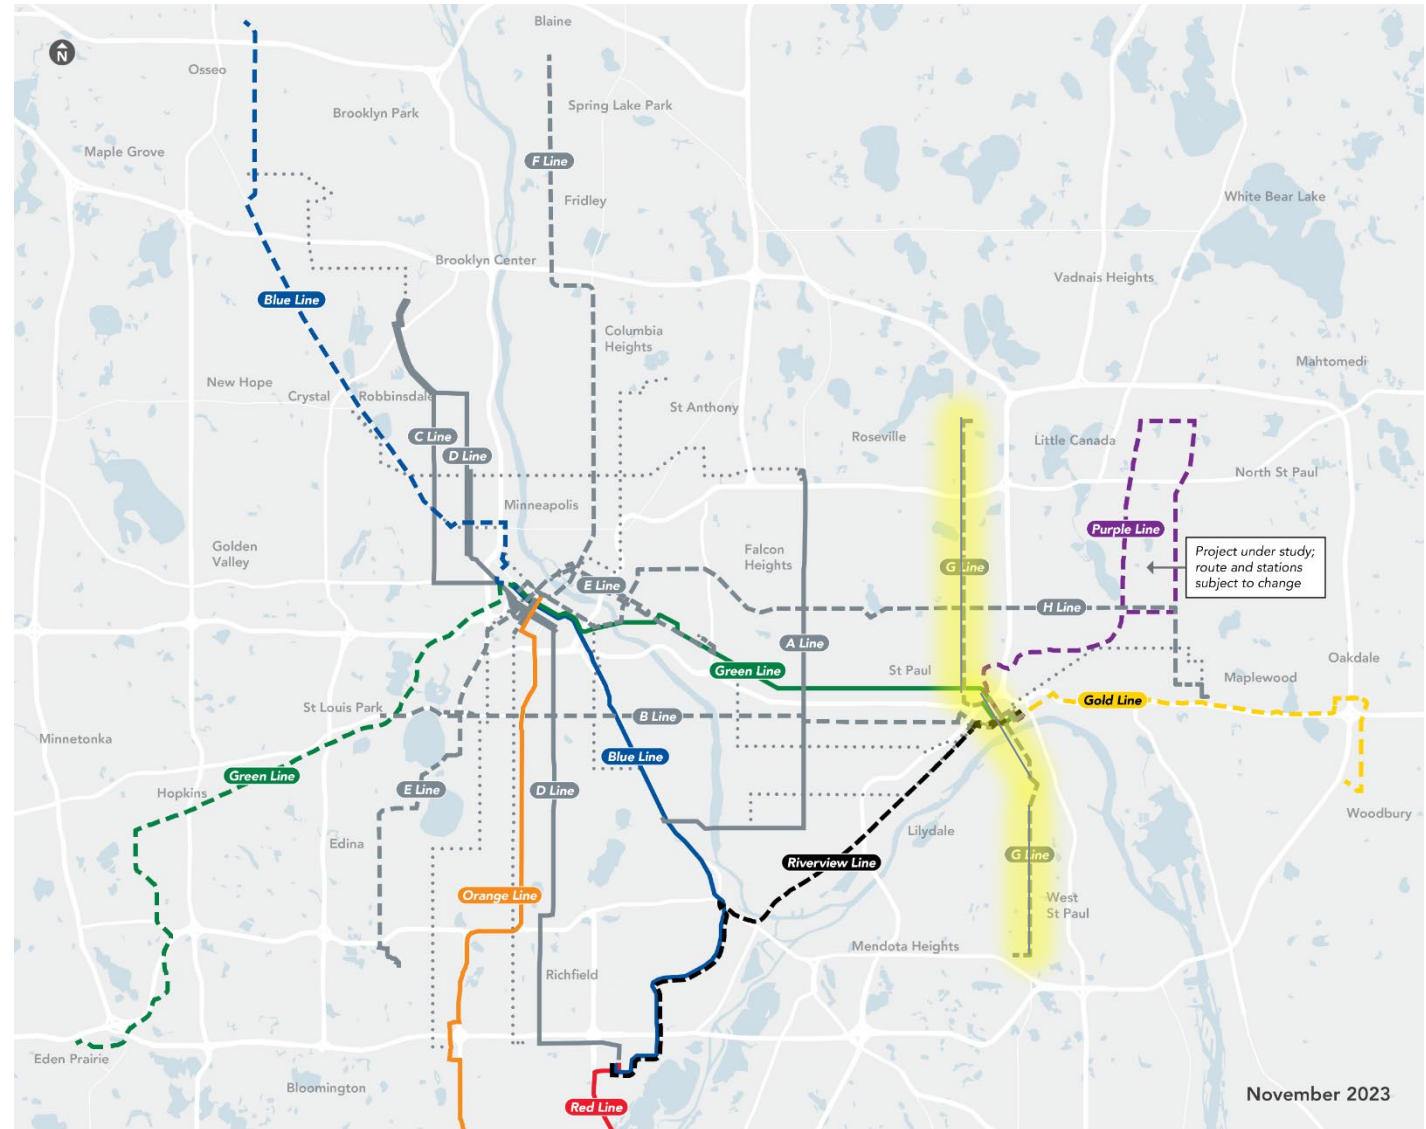 Blaine
N
Osseo
Spring Lake Park
Brooklyn Park
Maple Grove
F Line
Fridley
White Bear Lake
Brooklyn Center
Vadnais Heights
Blue Line
Columbia
Heights
Mahtomedi
New Hope
Crystal
Robbinsdale
St Anthony
C Line
D Line
Roseville
Little Canada
North St Paul
Minneapolis
Purple Line
Project under study;
route and stations
subject to change
Golden
Valley
Falcon
Heights
G Line
E Line
H Line
A Line
Green Line
St Paul
Oakdale
Maplewood
Gold Line
St Louis Park
B Line
Minnetonka
Blue Line
Green Line
Hopkins
E Line
D Line
Woodbury
Edina
Lilydale
Riverview Line
G Line
Orange Line
West
St Paul
Mendota Heights
Richfield
Eden Prairie
Bloomington
Red Line
November 2023